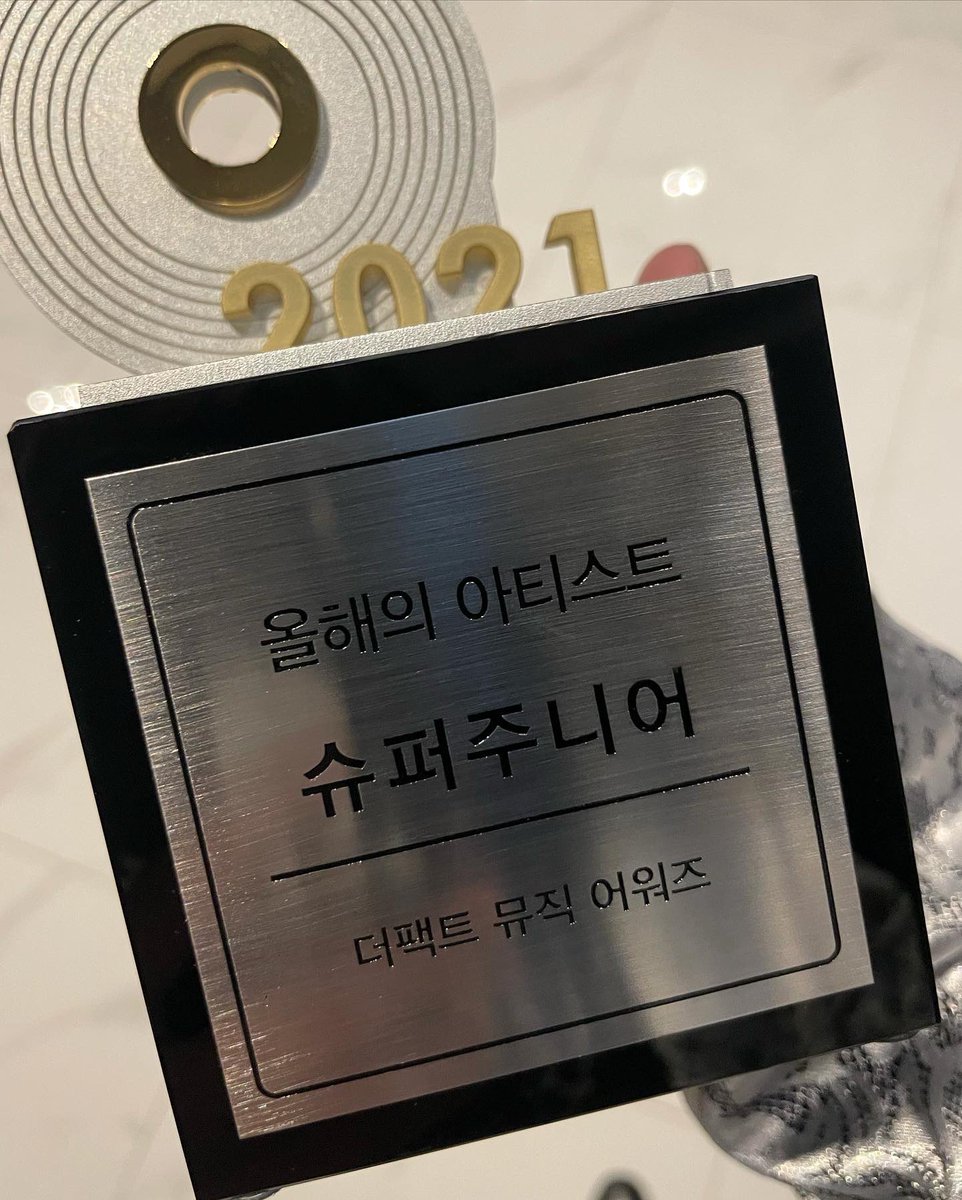 2021
올해의 아티스트
슈퍼주니어
더팩트 뮤직 어워즈